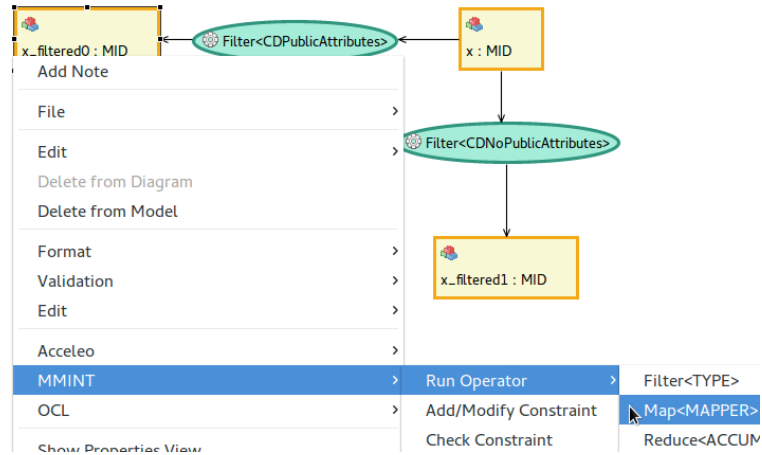 Filter<CDPublicAttributes>
x_filtered0 : MID
x : MID
Add Note
File
Filter<CDNoPublicAttributes>
Edit
Delete from Diagram
Delete from Model
Format
x_filtered1 : MID
Validation
Edit
Acceleo
MMINT
Run Operator
Filter<TYPE>
OCL
Add/Modify Constraint
Map<MAPPER>
Show Properties View
Check Constraint
Reduce<ACCUM